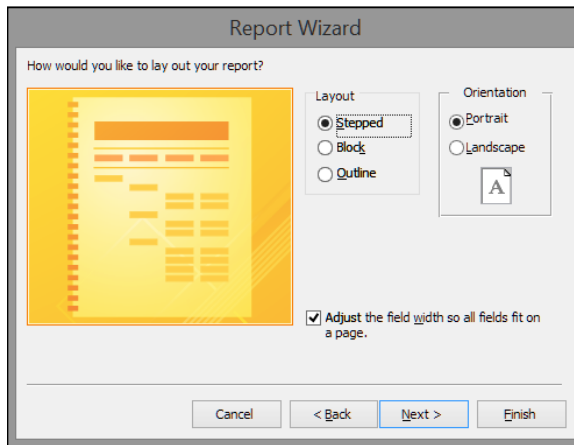 Report Wizard
How would you like to lay out your report?
Layout
Stepped
Block
Outline
Orientation
Portrait
Landscape
A
Adjust the field width so all fields fit on
a page.
Cancel
< Back
Next >
Finish